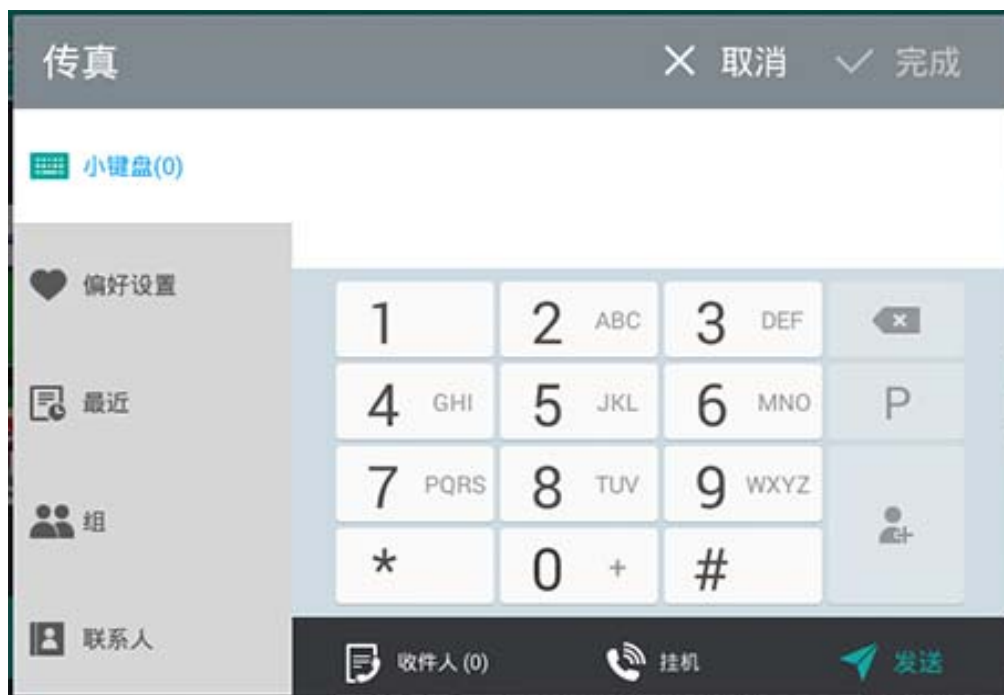 传真
取消
完成
小键盘(0)
偏好设置
最近
组
联系人
1
2 ABC
3 DEF
4 GHI
5 JKL
6 MNO
P
7 PQRS
8 TUV
9 WXYZ
*
0 +
#
收件人 (0)
挂机
发送